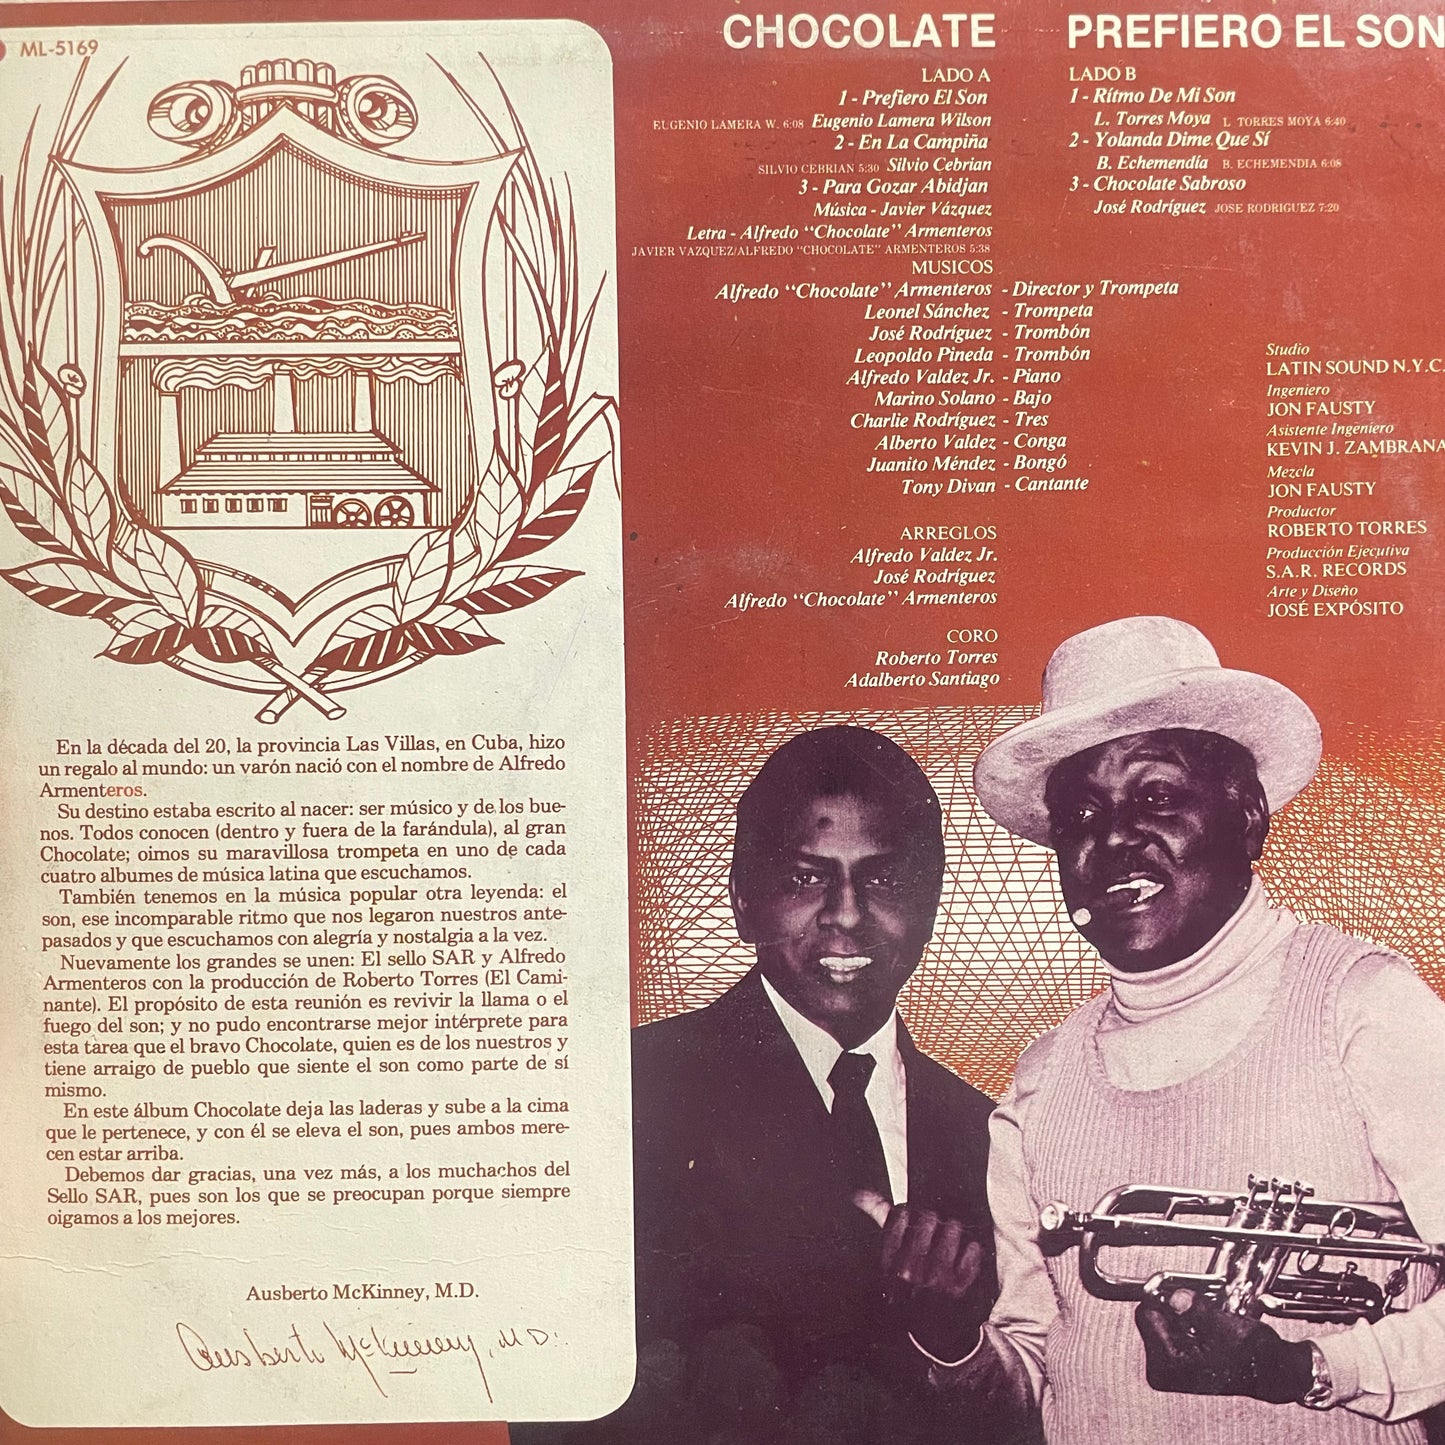 ML-5169
CHOCOLATE PREFIERO EL SON
LADO A
1 - Prefiero El Son
EUGENIO LAMERA W. 6:08 Eugenio Lamera Wilson
2 - En La Campiña
SILVIO CEBRIAN 5:30 Silvio Cebrian
3 - Para Gozar Abidjan
Música - Javier Vázquez
Letra - Alfredo "Chocolate" Armenteros
JAVIER VAZQUEZ/ALFREDO "CHOCOLATE" ARMENTEROS 5:38
LADO B
1 - Rítmo De Mi Son
L. Torres Moya L TORRES MOYA 6:40
2 - Yolanda Dime Que Sí
B. Echemendía B. ECHEMENDIA 6:08
3 - Chocolate Sabroso
José Rodríguez JOSE RODRIGUEZ 7:20
MUSICOS
Alfredo "Chocolate" Armenteros - Director y Trompeta
Leonel Sánchez - Trompeta
José Rodríguez - Trombón
Leopoldo Pineda - Trombón
Alfredo Valdez Jr. - Piano
Marino Solano - Bajo
Charlie Rodríguez - Tres
Alberto Valdez - Conga
Juanito Méndez - Bongó
Tony Divan - Cantante
ARREGLOS
Alfredo Valdez Jr.
José Rodríguez
Alfredo "Chocolate" Armenteros
CORO
Roberto Torres
Adalberto Santiago
Studio
LATIN SOUND N.Y.C.
Ingeniero
JON FAUSTY
Asistente Ingeniero
KEVIN J. ZAMBRANA
Mezcla
JON FAUSTY
Productor
ROBERTO TORRES
Producción Ejecutiva
S.A.R. RECORDS
Arte y Diseño
JOSÉ EXPÓSITO
En la década del 20, la provincia Las Villas, en Cuba, hizo
un regalo al mundo: un varón nació con el nombre de Alfredo
Armenteros.
Su destino estaba escrito al nacer: ser músico y de los bue-
nos. Todos conocen (dentro y fuera de la farándula), al gran
Chocolate; oimos su maravillosa trompeta en uno de cada
cuatro albumes de música latina que escuchamos.
También tenemos en la música popular otra leyenda: el
son, ese incomparable ritmo que nos legaron nuestros ante-
pasados y que escuchamos con alegría y nostalgia a la vez.
Nuevamente los grandes se unen: El sello SAR y Alfredo
Armenteros con la producción de Roberto Torres (El Cami-
nante). El propósito de esta reunión es revivir la llama o el
fuego del son; y no pudo encontrarse mejor intérprete para
esta tarea que el bravo Chocolate, quien es de los nuestros y
tiene arraigo de pueblo que siente el son como parte de sí
mismo.
En este álbum Chocolate deja las laderas y sube a la cima
que le pertenece, y con él se eleva el son, pues ambos mere-
cen estar arriba.
Debemos dar gracias, una vez más, a los muchachos del
Sello SAR, pues son los que se preocupan porque siempre
oigamos a los mejores.
Ausberto McKinney, M.D.
Ausberto McKinney, M.D.